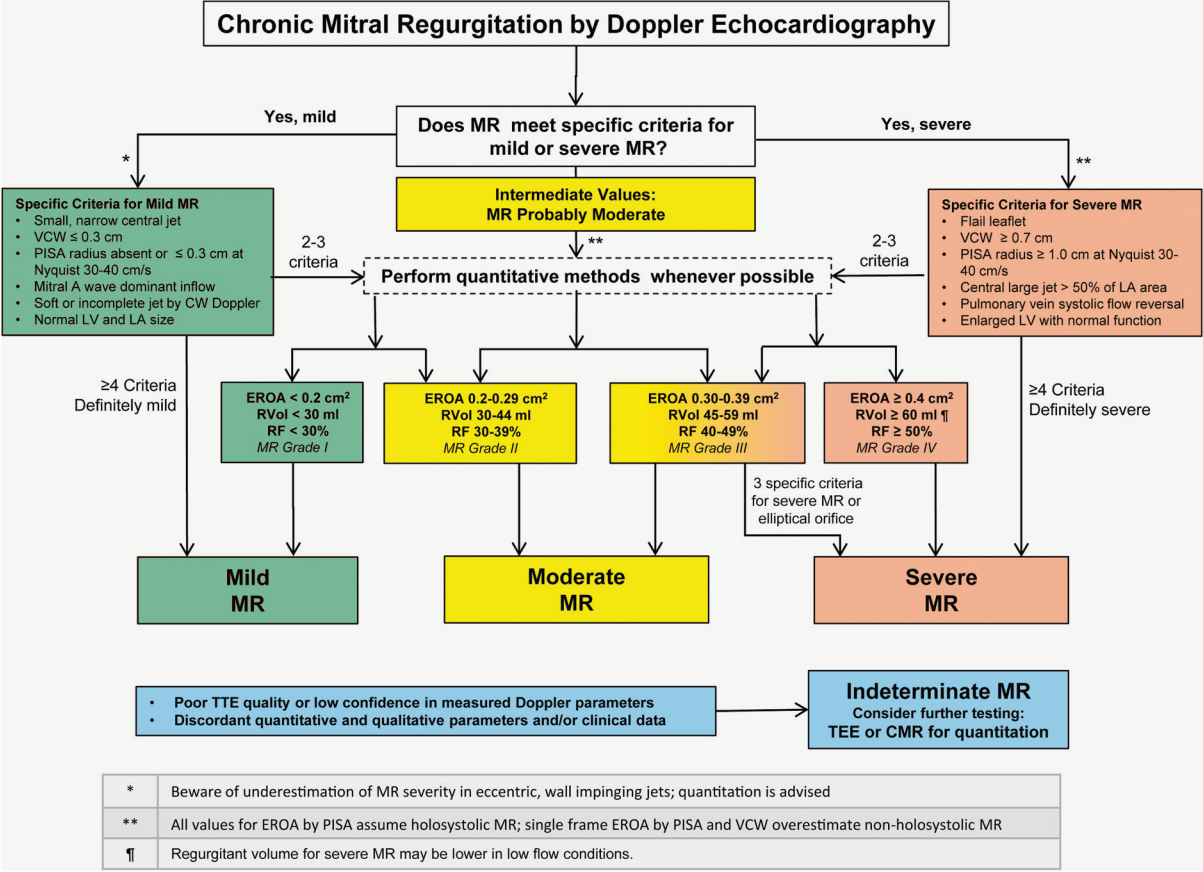 Chronic Mitral Regurgitation by Doppler Echocardiography
Does MR meet specific criteria for
mild or severe MR?
Yes, mild
*
Yes, severe
**
Specific Criteria for Mild MR
• Small, narrow central jet
• VCW ≤ 0.3 cm
• PISA radius absent or ≤ 0.3 cm at
Nyquist 30-40 cm/s
• Mitral A wave dominant inflow
• Soft or incomplete jet by CW Doppler
• Normal LV and LA size
Intermediate Values:
MR Probably Moderate
**
Specific Criteria for Severe MR
• Flail leaflet
• VCW ≥ 0.7 cm
• PISA radius ≥ 1.0 cm at Nyquist 30-
40 cm/s
• Central large jet > 50% of LA area
• Pulmonary vein systolic flow reversal
• Enlarged LV with normal function
2-3
criteria
Perform quantitative methods whenever possible
2-3
criteria
≥4 Criteria
Definitely mild
EROA < 0.2 cm²
RVol < 30 ml
RF < 30%
MR Grade I
EROA 0.2-0.29 cm²
RVol 30-44 ml
RF 30-39%
MR Grade II
EROA 0.30-0.39 cm²
RVol 45-59 ml
RF 40-49%
MR Grade III
EROA ≥ 0.4 cm²
RVol ≥ 60 ml ¶
RF ≥ 50%
MR Grade IV
≥4 Criteria
Definitely severe
3 specific criteria
for severe MR or
elliptical orifice
Mild
MR
Moderate
MR
Severe
MR
• Poor TTE quality or low confidence in measured Doppler parameters
• Discordant quantitative and qualitative parameters and/or clinical data
Indeterminate MR
Consider further testing:
TEE or CMR for quantitation
* Beware of underestimation of MR severity in eccentric, wall impinging jets; quantitation is advised
** All values for EROA by PISA assume holosystolic MR; single frame EROA by PISA and VCW overestimate non-holosystolic MR
¶ Regurgitant volume for severe MR may be lower in low flow conditions.